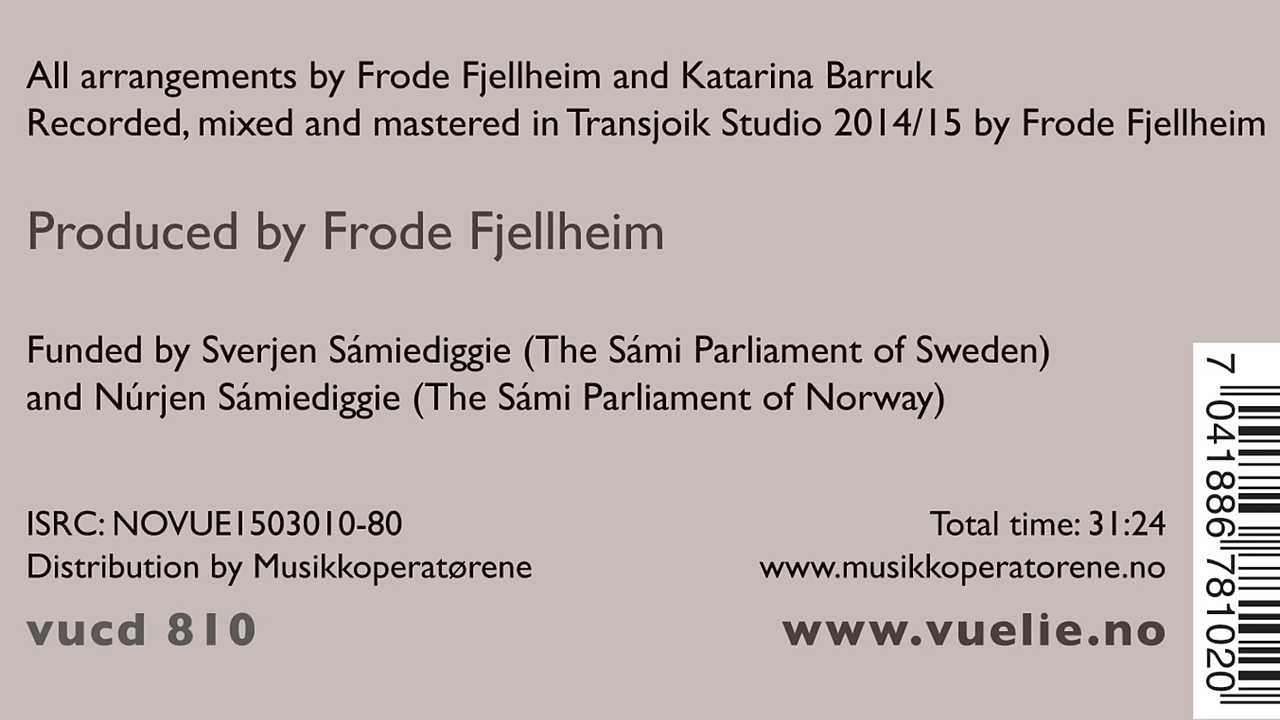 All arrangements by Frode Fjellheim and Katarina Barruk
Recorded, mixed and mastered in Transjoik Studio 2014/15 by Frode Fjellheim
Produced by Frode Fjellheim
Funded by Sverjen Sámiediggie (The Sámi Parliament of Sweden)
and Núrjen Sámiediggie (The Sámi Parliament of Norway)
ISRC: NOVUE1503010-80
Total time: 31:24
Distribution by Musikkoperatørene
www.musikkoperatorene.no
vucd 810
www.vuelie.no
7 041886 781020